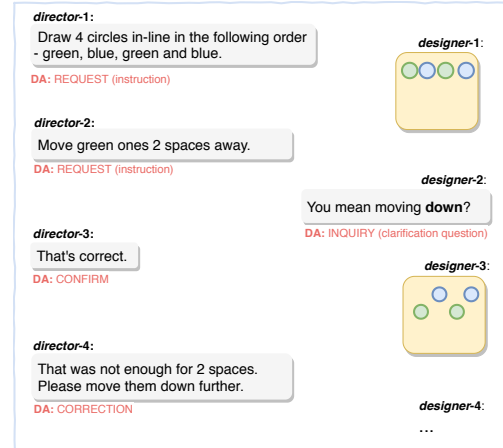 director-1:
Draw 4 circles in-line in the following order
- green, blue, green and blue.
DA: REQUEST (instruction)
designer-1:
director-2:
Move green ones 2 spaces away.
DA: REQUEST (instruction)
designer-2:
You mean moving down?
DA: INQUIRY (clarification question)
director-3:
That's correct.
DA: CONFIRM
designer-3:
director-4:
That was not enough for 2 spaces.
Please move them down further.
DA: CORRECTION
designer-4:
...